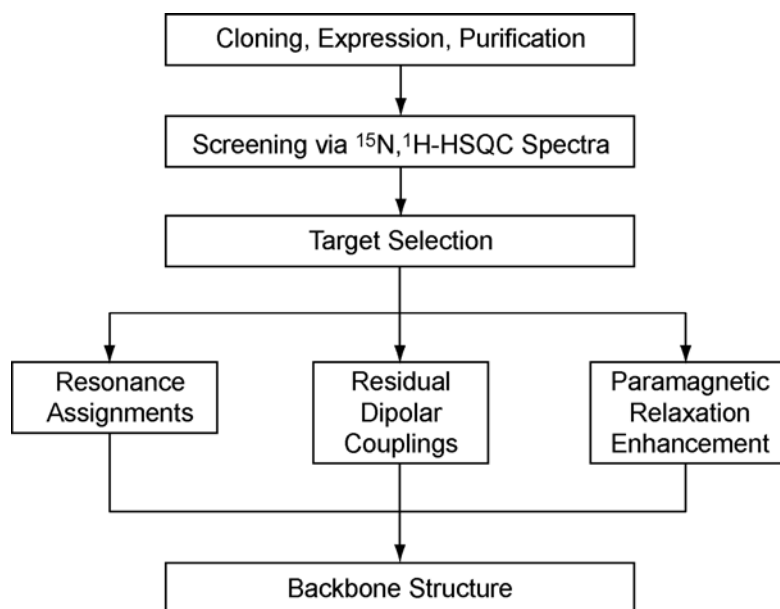 Cloning, Expression, Purification
Screening via ¹⁵N,¹H-HSQC Spectra
Target Selection
Resonance
Assignments
Residual
Dipolar
Couplings
Paramagnetic
Relaxation
Enhancement
Backbone Structure